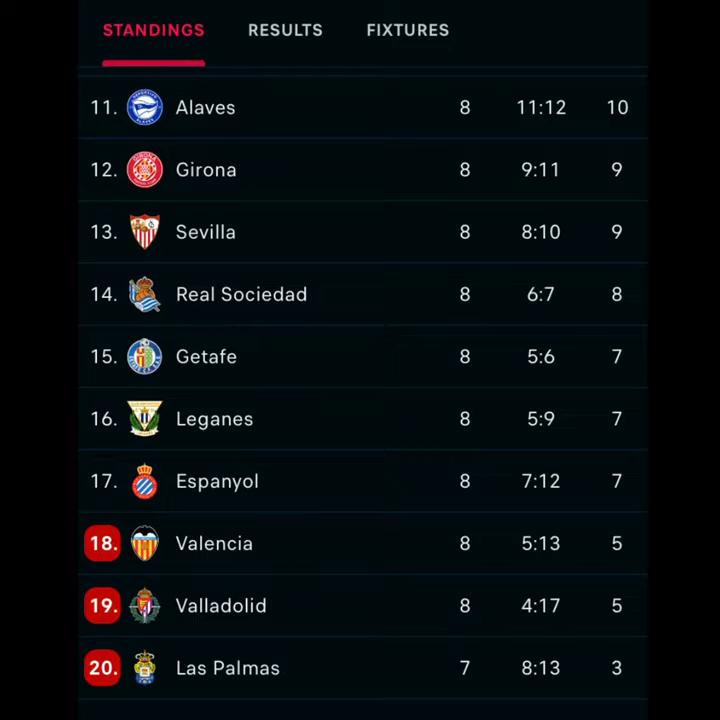 STANDINGS RESULTS FIXTURES
11. Alaves 8 11:12 10
12. Girona 8 9:11 9
13. Sevilla 8 8:10 9
14. Real Sociedad 8 6:7 8
15. Getafe 8 5:6 7
16. Leganes 8 5:9 7
17. Espanyol 8 7:12 7
18. Valencia 8 5:13 5
19. Valladolid 8 4:17 5
20. Las Palmas 7 8:13 3